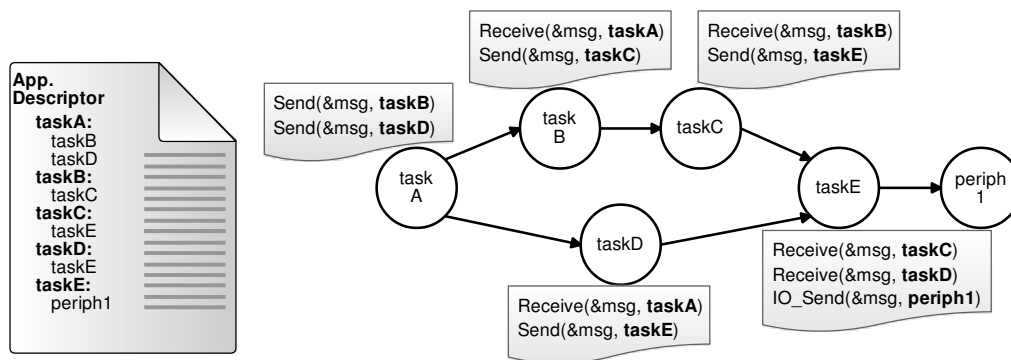 App.
Descriptor
taskA:
taskB
taskD
taskB:
taskC
taskC:
taskE
taskD:
taskE
taskE:
periph1
Send(&msg, taskB)
Send(&msg, taskD)
Receive(&msg, taskA)
Send(&msg, taskC)
Receive(&msg, taskB)
Send(&msg, taskE)
task
A
task
B
taskC
taskD
taskE
periph
1
Receive(&msg, taskA)
Send(&msg, taskE)
Receive(&msg, taskC)
Receive(&msg, taskD)
IO_Send(&msg, periph1)